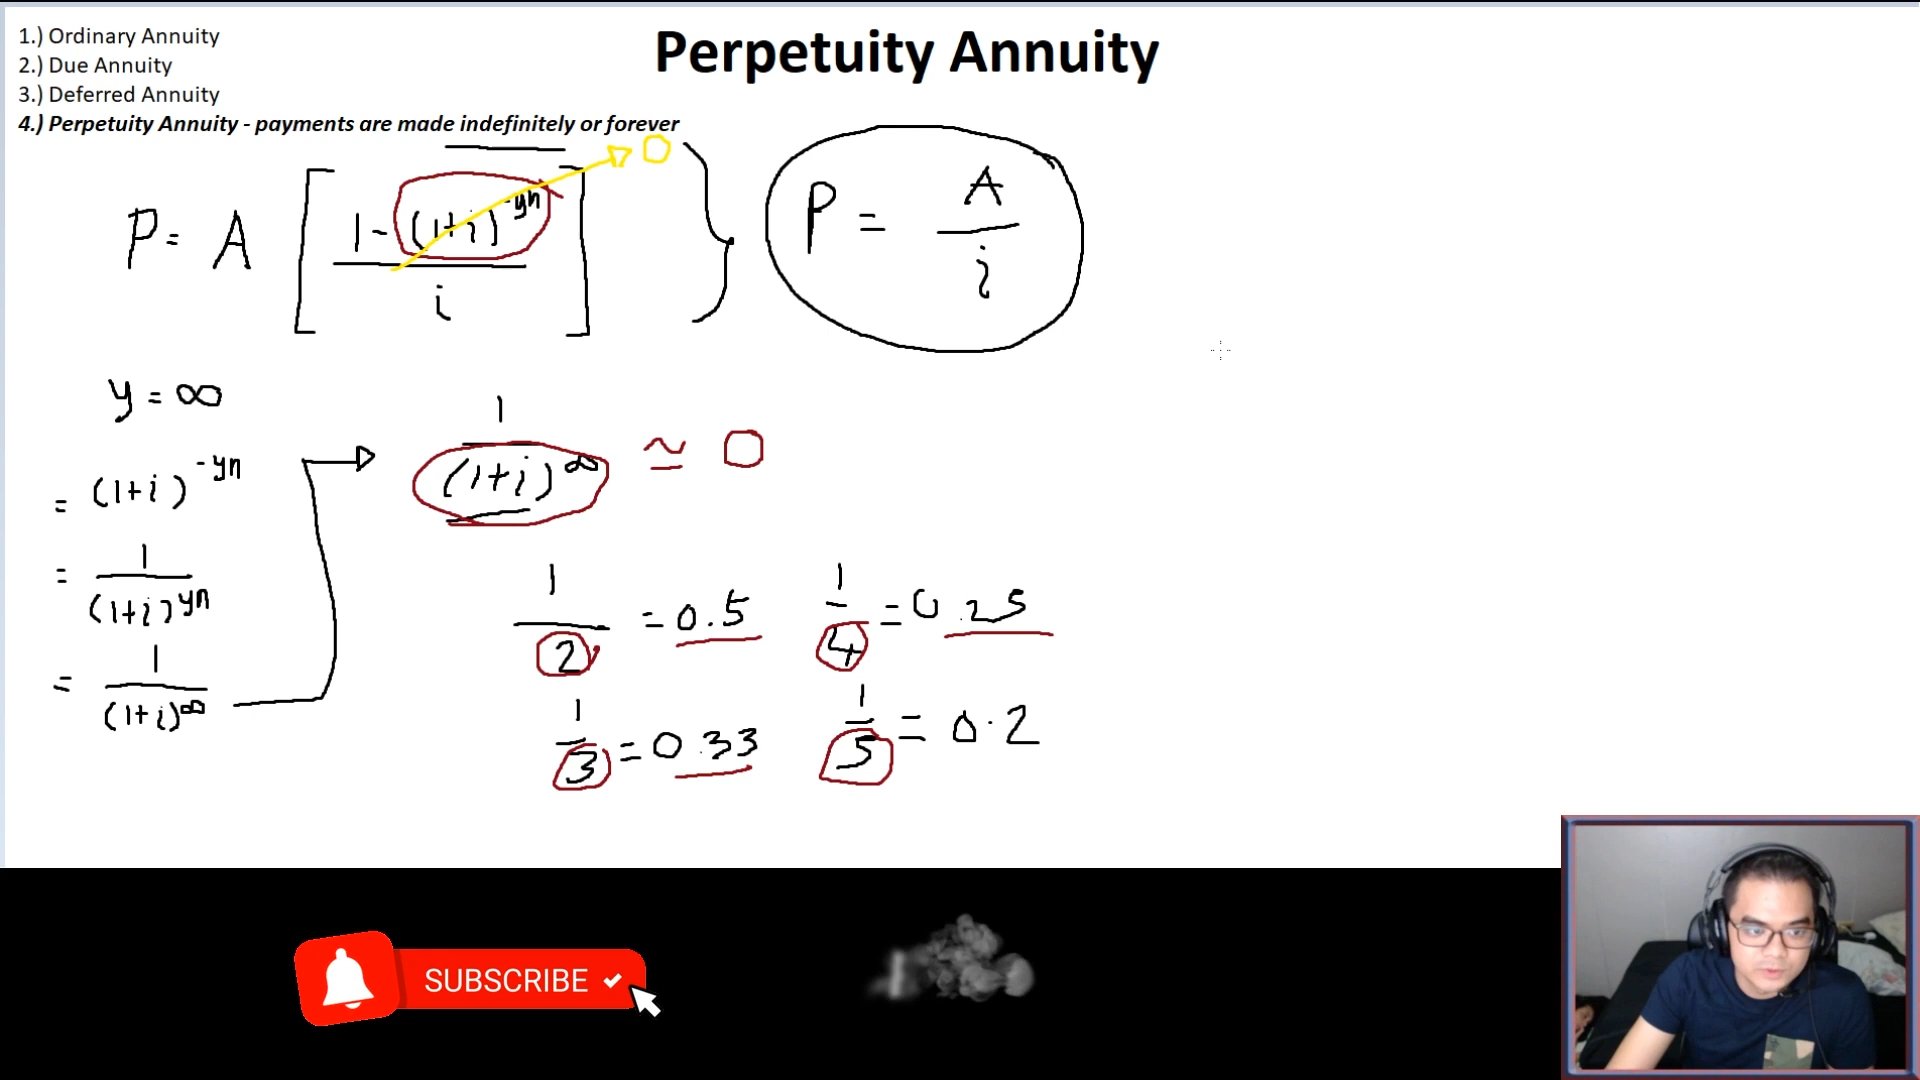 Perpetuity Annuity
1.) Ordinary Annuity
2.) Due Annuity
3.) Deferred Annuity
4.) Perpetuity Annuity - payments are made indefinitely or forever
P = A [ (1 - (1+i)^-yn) / i ] → 0 } P = A / i
y = ∞
= (1+i)^-yn
= 1 / (1+i)^yn
= 1 / (1+i)^∞
1 / (1+i)^∞ ≃ 0
1/2 = 0.5 1/4 = 0.25
1/3 = 0.33 1/5 = 0.2
SUBSCRIBE